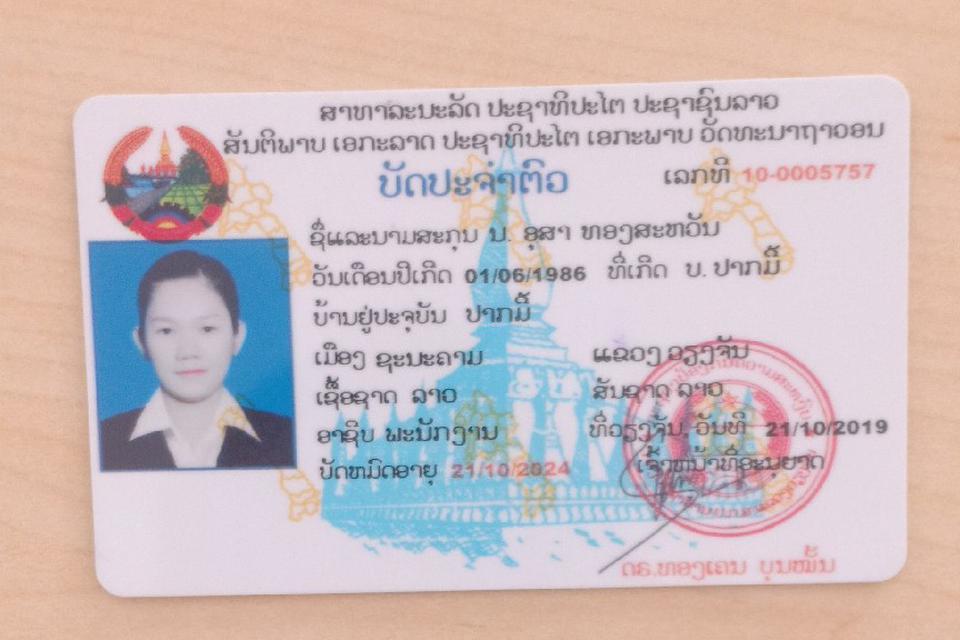 ສາທາລະນະລັດ ປະຊາທິປະໄຕ ປະຊາຊົນລາວ
ສັນຕິພາບ ເອກະລາດ ປະຊາທິປະໄຕ ເອກະພາບ ວັດທະນາຖາວອນ
ບັດປະຈຳຕົວ ເລກທີ 10-0005757
ຊື່ແລະນາມສະກຸນ ນ. ອຸສາ ທອງສະຫວັນ
ວັນເດືອນປີເກີດ 01/06/1986 ທີ່ເກີດ ບ. ປາກມີ້
ບ້ານຢູ່ປະຈຸບັນ ປາກມີ້
ເມືອງ ຊະນະຄາມ ແຂວງ ວຽງຈັນ
ເຊື້ອຊາດ ລາວ ສັນຊາດ ລາວ
ອາຊີບ ພະນັກງານ ທີ່ວຽງຈັນ, ວັນທີ 21/10/2019
ບັດຫມົດອາຍຸ 21/10/2024 ເຈົ້າຫນ້າທີ່ອະນຸຍາດ
ດຣ.ທອງເຄນ ບຸນໝັ້ນ